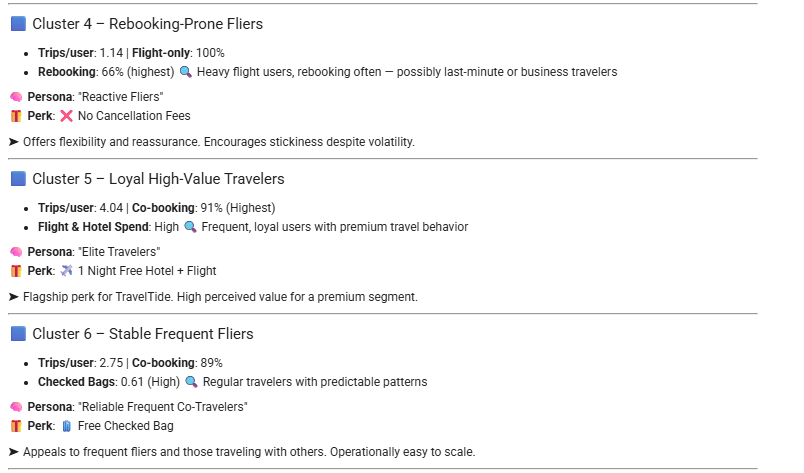 Cluster 4 – Rebooking-Prone Fliers
Trips/user: 1.14 | Flight-only: 100%
Rebooking: 66% (highest) 🔍 Heavy flight users, rebooking often — possibly last-minute or business travelers
🧠 Persona: "Reactive Fliers"
🎁 Perk: ❌ No Cancellation Fees
➤ Offers flexibility and reassurance. Encourages stickiness despite volatility.
Cluster 5 – Loyal High-Value Travelers
Trips/user: 4.04 | Co-booking: 91% (Highest)
Flight & Hotel Spend: High 🔍 Frequent, loyal users with premium travel behavior
🧠 Persona: "Elite Travelers"
🎁 Perk: ✈️ 1 Night Free Hotel + Flight
➤ Flagship perk for TravelTide. High perceived value for a premium segment.
Cluster 6 – Stable Frequent Fliers
Trips/user: 2.75 | Co-booking: 89%
Checked Bags: 0.61 (High) 🔍 Regular travelers with predictable patterns
🧠 Persona: "Reliable Frequent Co-Travelers"
🎁 Perk: 🧳 Free Checked Bag
➤ Appeals to frequent fliers and those traveling with others. Operationally easy to scale.